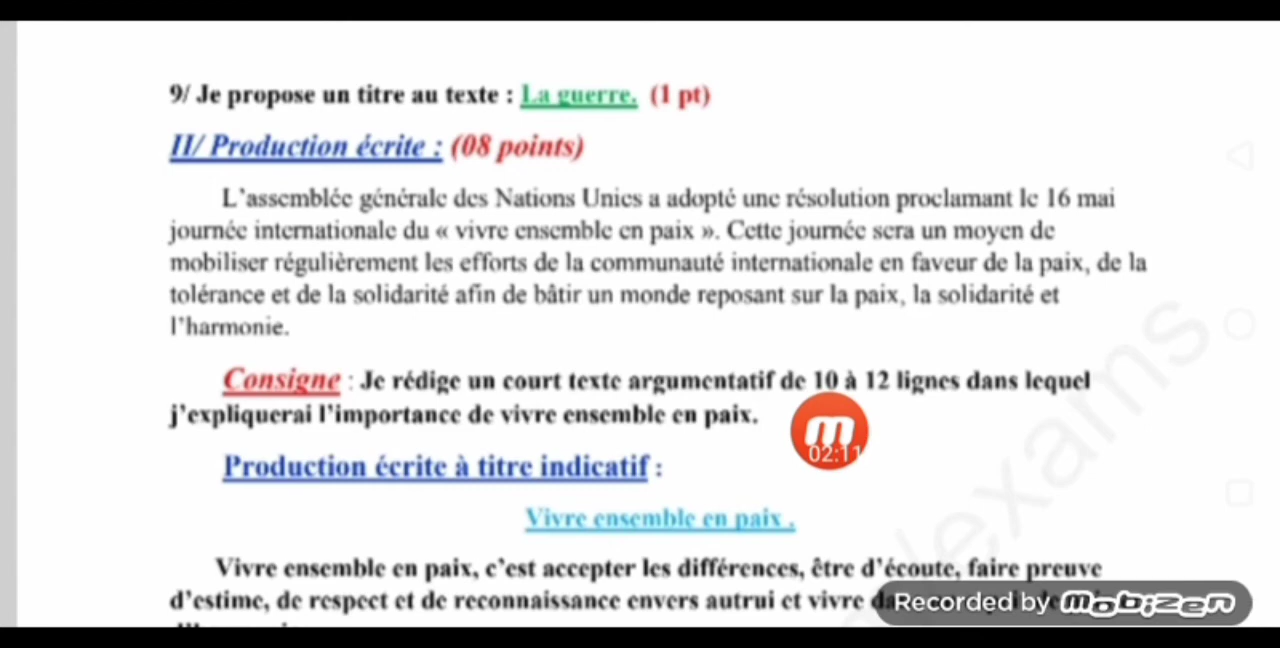 9/ Je propose un titre au texte : La guerre. (1 pt)
II/ Production écrite : (08 points)
L'assemblée générale des Nations Unies a adopté une résolution proclamant le 16 mai
journée internationale du « vivre ensemble en paix ». Cette journée sera un moyen de
mobiliser régulièrement les efforts de la communauté internationale en faveur de la paix, de la
tolérance et de la solidarité afin de bâtir un monde reposant sur la paix, la solidarité et
l'harmonie.
Consigne : Je rédige un court texte argumentatif de 10 à 12 lignes dans lequel
j'expliquerai l'importance de vivre ensemble en paix.
02:11
Production écrite à titre indicatif :
Vivre ensemble en paix .
Vivre ensemble en paix, c'est accepter les différences, être d'écoute, faire preuve
d'estime, de respect et de reconnaissance envers autrui et vivre
Recorded by Mobizen